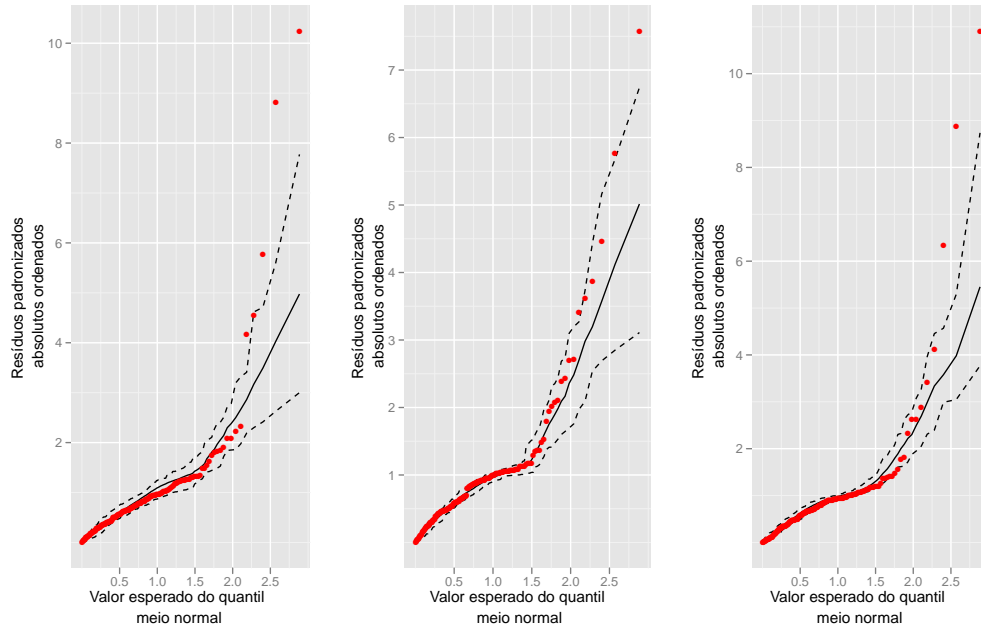 10
8
6
4
2
Resíduos padronizados
absolutos ordenados
0.5 1.0 1.5 2.0 2.5
Valor esperado do quantil
meio normal
7
6
5
4
3
2
1
Resíduos padronizados
absolutos ordenados
0.5 1.0 1.5 2.0 2.5
Valor esperado do quantil
meio normal
10
8
6
4
2
Resíduos padronizados
absolutos ordenados
0.5 1.0 1.5 2.0 2.5
Valor esperado do quantil
meio normal